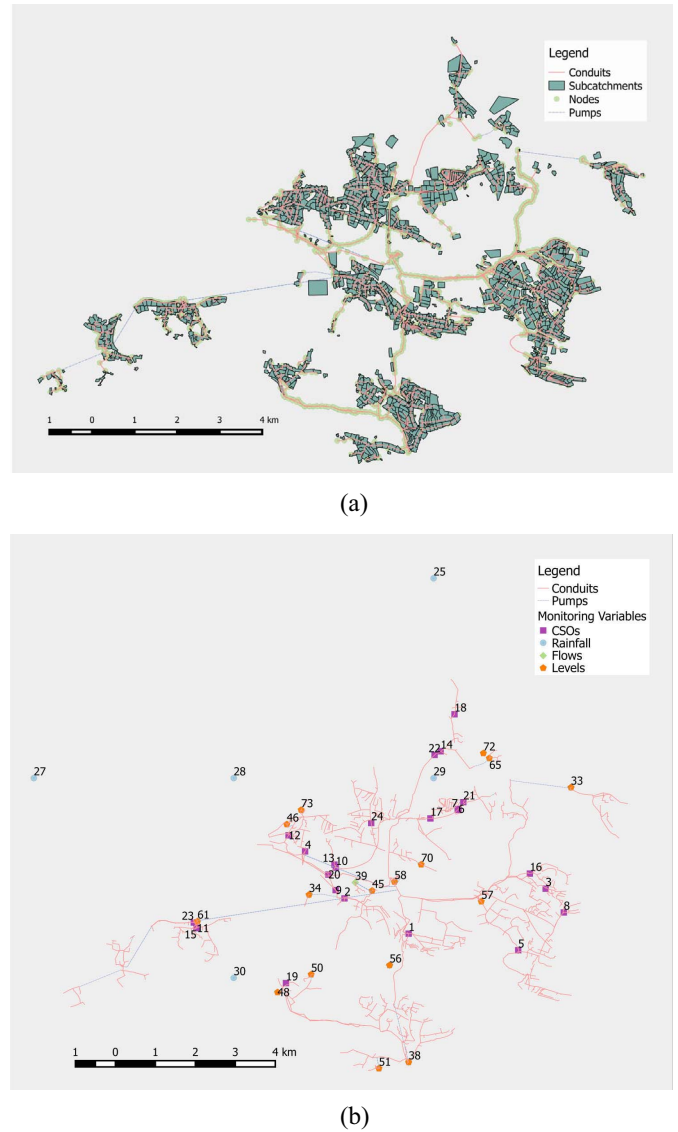 Legend
Conduits
Subcatchments
Nodes
Pumps
1 0 1 2 3 4 km
(a)
25
Legend
Conduits
Pumps
Monitoring Variables
CSOs
Rainfall
Flows
Levels
18
22 14 72
65
27 28 29 33
73 21
46 7 6
24 17
12
4
13 10 70 16
20 39 58 3
34 9 2 45 57
8
23 61
15 11 1
5
56
30 19 50
48
38
51
1 0 1 2 3 4 km
(b)